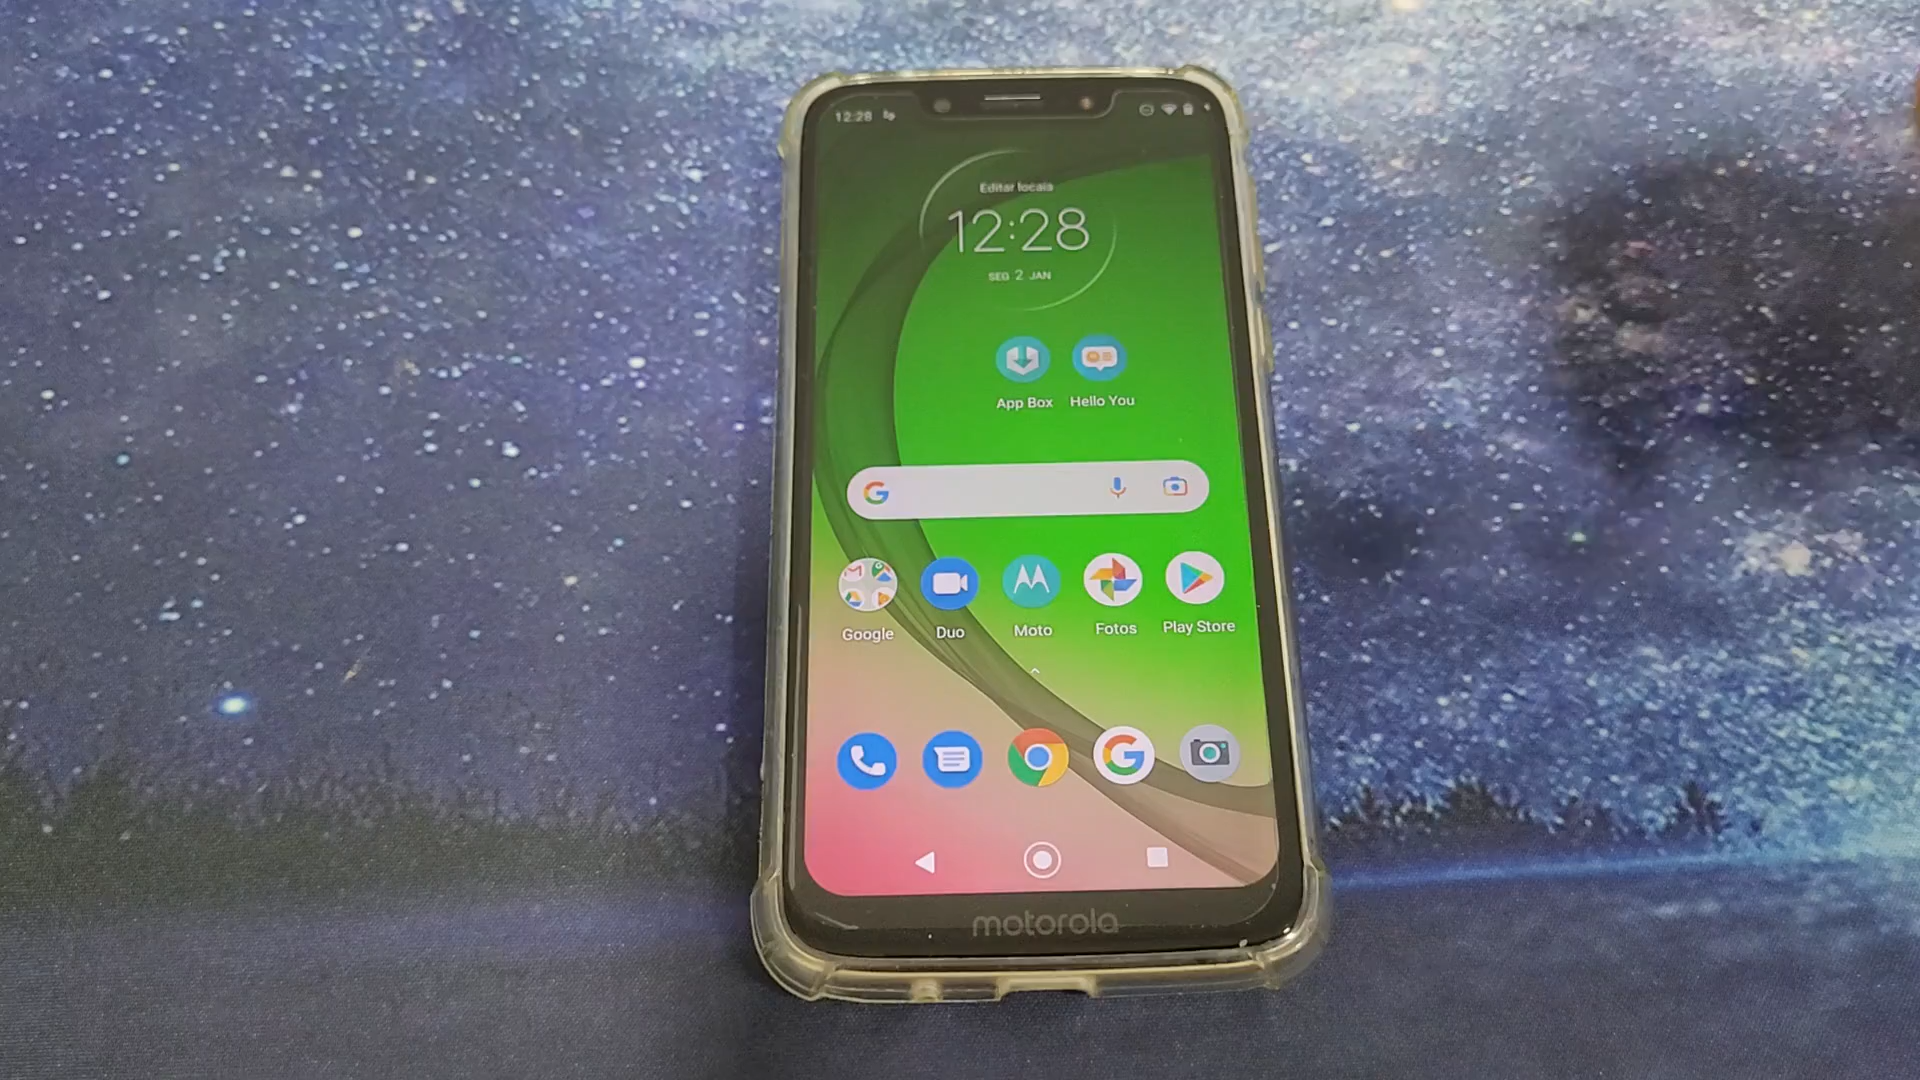 12:28
Editar locais
12:28
SEG 2 JAN
App Box
Hello You
Google
Duo
Moto
Fotos
Play Store
motorola